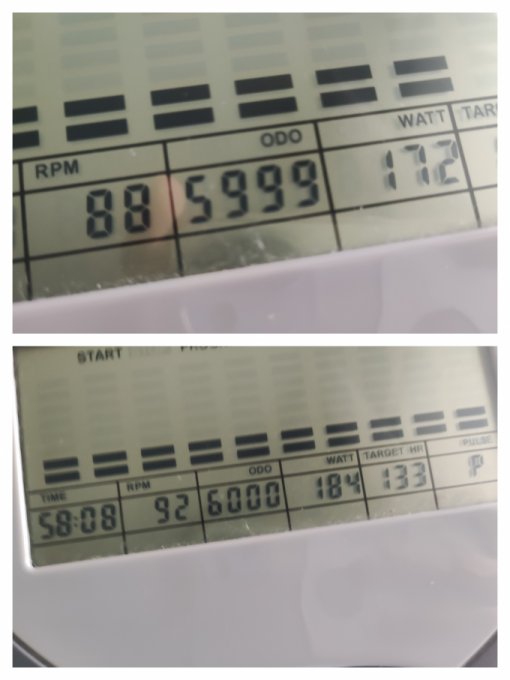 RPM ODO WATT TAR
88 5999 172
START
TIME RPM ODO WATT TARGET HR PULSE
58:08 92 6000 184 133 P